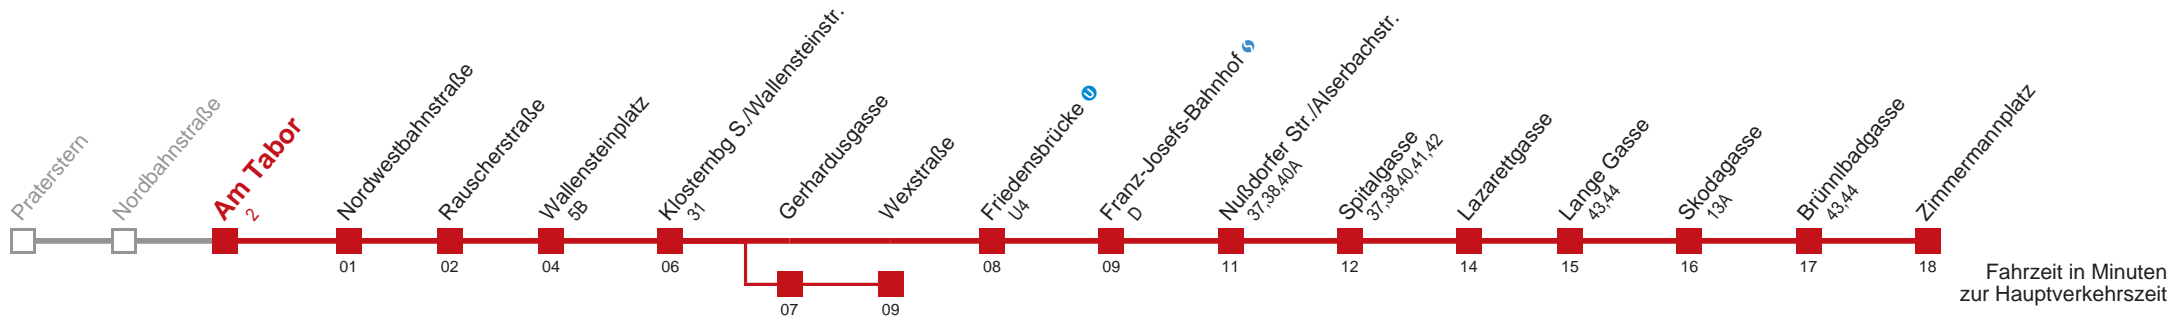 Praterstern
Nordbahnstraße
Am Tabor
2
Nordwestbahnstraße
01
Rauscherstraße
02
Wallensteinplatz
5B
04
Klosternbg S./Wallensteinstr.
31
06
Gerhardusgasse
07
Wexstraße
09
Friedensbrücke U
U4
08
Franz-Josefs-Bahnhof S
D
09
Nußdorfer Str./Alserbachstr.
37,38,40A
11
Spitalgasse
37,38,40,41,42
12
Lazarettgasse
14
Lange Gasse
43,44
15
Skodagasse
13A
16
Brünnlbadgasse
43,44
17
Zimmermannplatz
18
Fahrzeit in Minuten
zur Hauptverkehrszeit